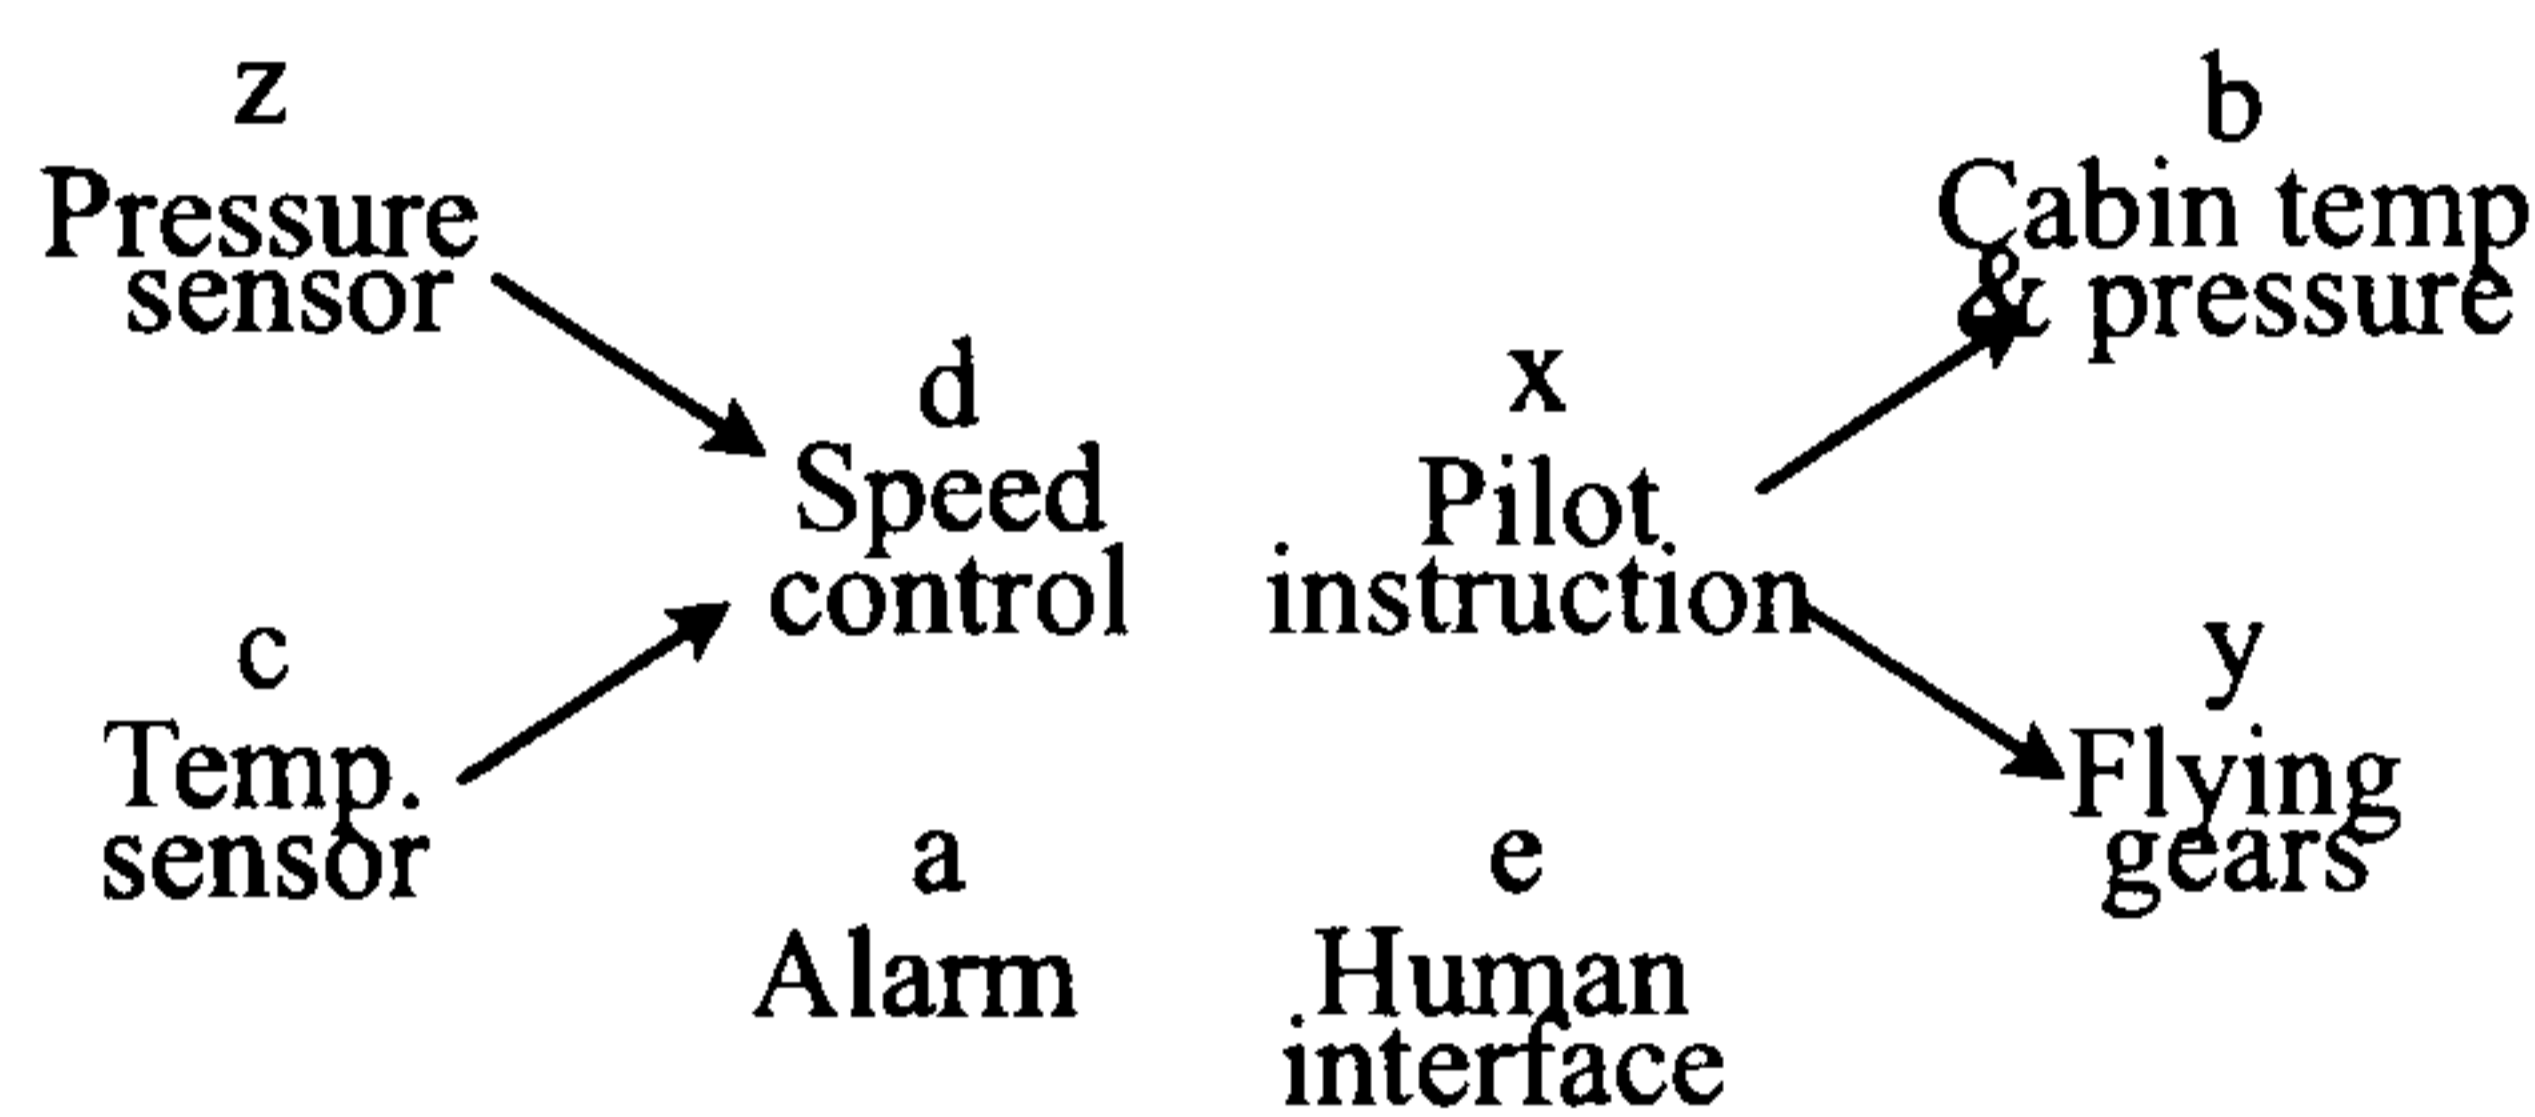 z
Pressure
sensor
d
Speed
control
c
Temp.
sensor
a
Alarm
x
Pilot
instruction
e
Human
interface
b
Cabin temp
& pressure
y
Flying
gears